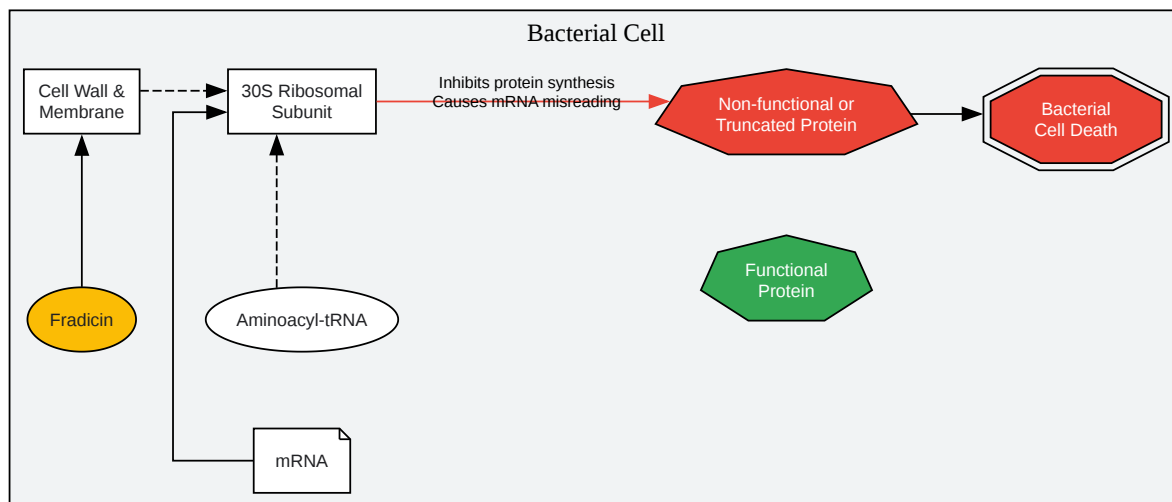 Bacterial Cell
Cell Wall &
Membrane
30S Ribosomal
Subunit
Inhibits protein synthesis
Causes mRNA misreading
Non-functional or
Truncated Protein
Bacterial
Cell Death
Functional
Protein
Fradicin
Aminoacyl-tRNA
mRNA